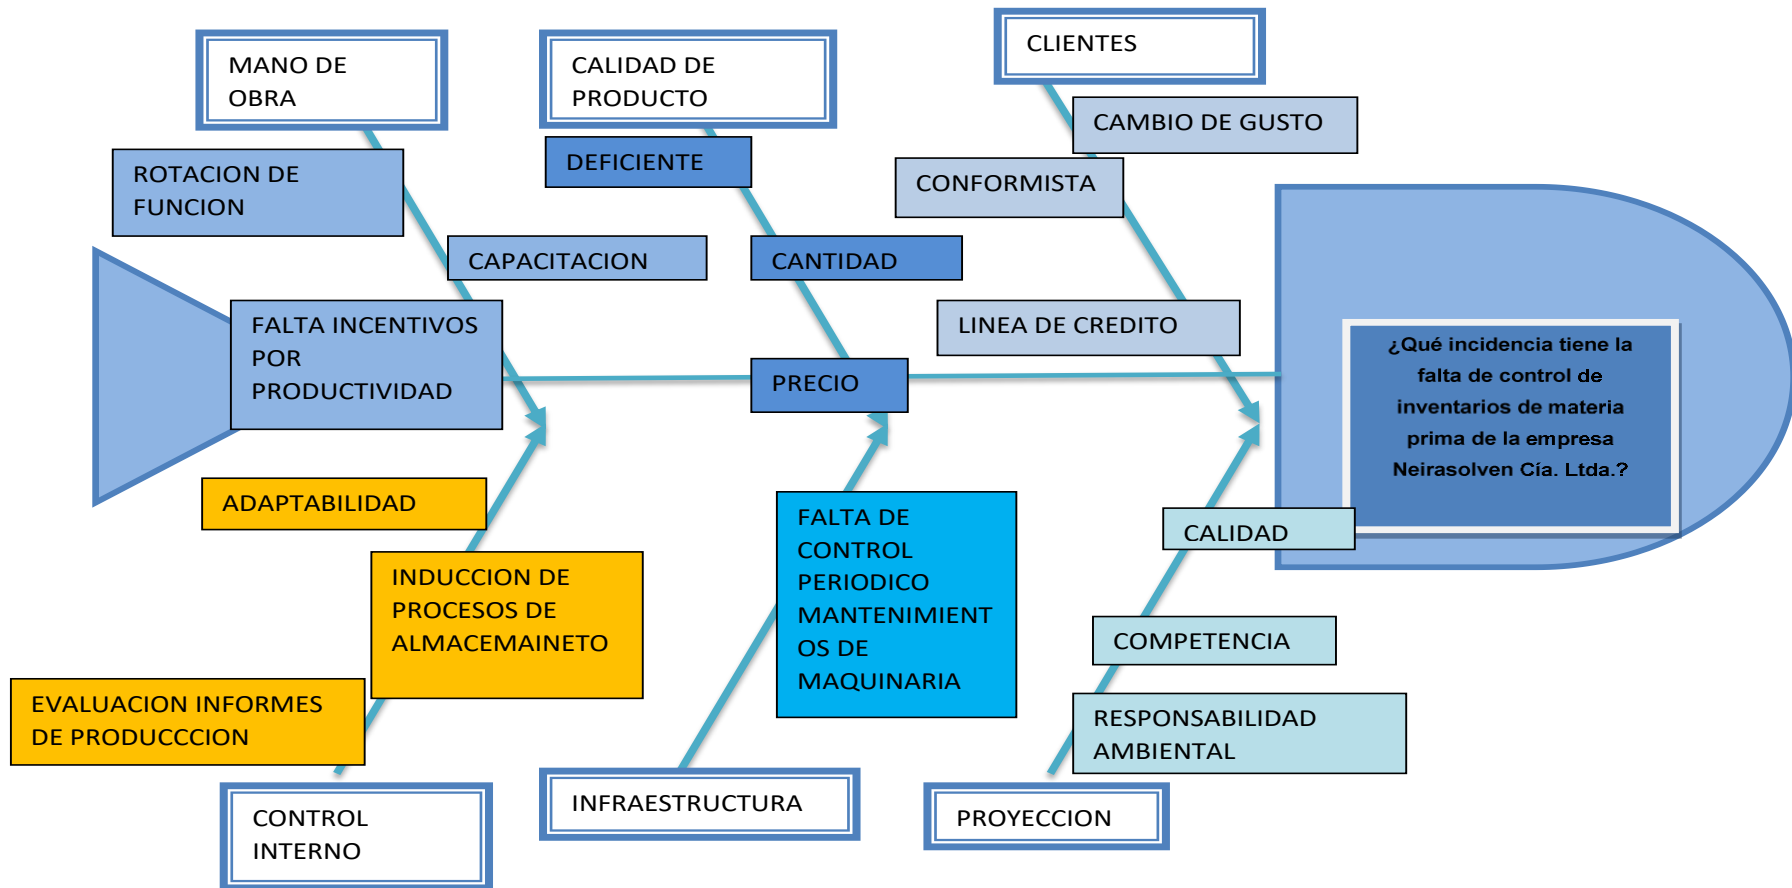 MANO DE
OBRA
CALIDAD DE
PRODUCTO
CLIENTES
ROTACION DE
FUNCION
CAPACITACION
FALTA INCENTIVOS
POR
PRODUCTIVIDAD
DEFICIENTE
CANTIDAD
PRECIO
CAMBIO DE GUSTO
CONFORMISTA
LINEA DE CREDITO
¿Qué incidencia tiene la
falta de control de
inventarios de materia
prima de la empresa
Neirasolven Cía. Ltda.?
ADAPTABILIDAD
INDUCCION DE
PROCESOS DE
ALMACEMAINETO
EVALUACION INFORMES
DE PRODUCCCION
FALTA DE
CONTROL
PERIODICO
MANTENIMIENT
OS DE
MAQUINARIA
CALIDAD
COMPETENCIA
RESPONSABILIDAD
AMBIENTAL
CONTROL
INTERNO
INFRAESTRUCTURA
PROYECCION